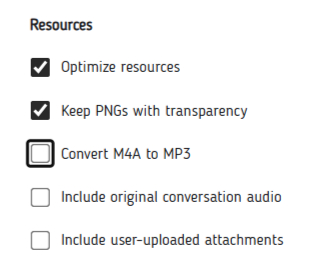 Resources
Optimize resources
Keep PNGs with transparency
Convert M4A to MP3
Include original conversation audio
Include user-uploaded attachments